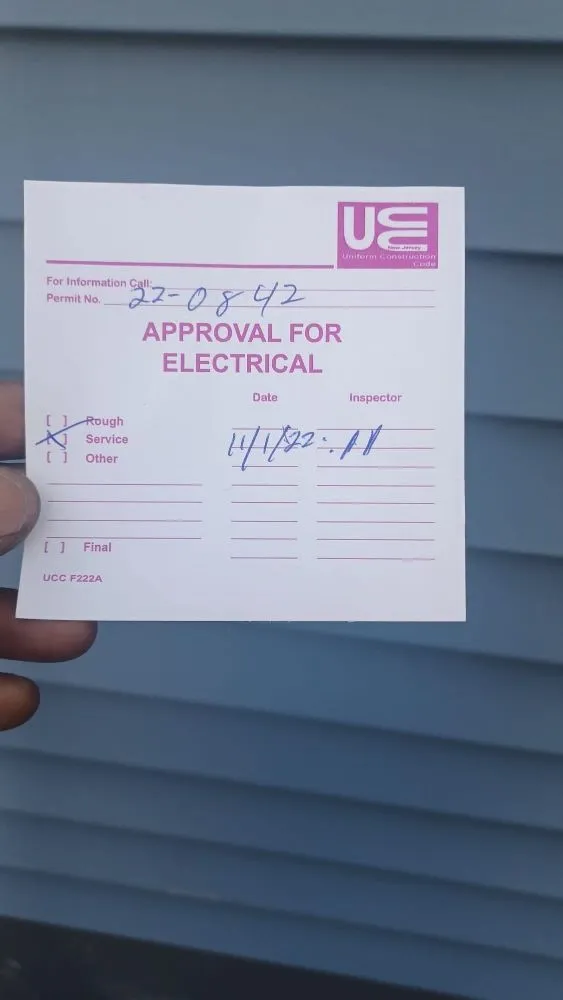 UCC
New Jersey
Uniform Construction
Code
For Information Call:
Permit No. 22-0842
APPROVAL FOR
ELECTRICAL
Date Inspector
[ ] Rough
[X] Service 11/1/22
[ ] Other
[ ] Final
UCC F222A